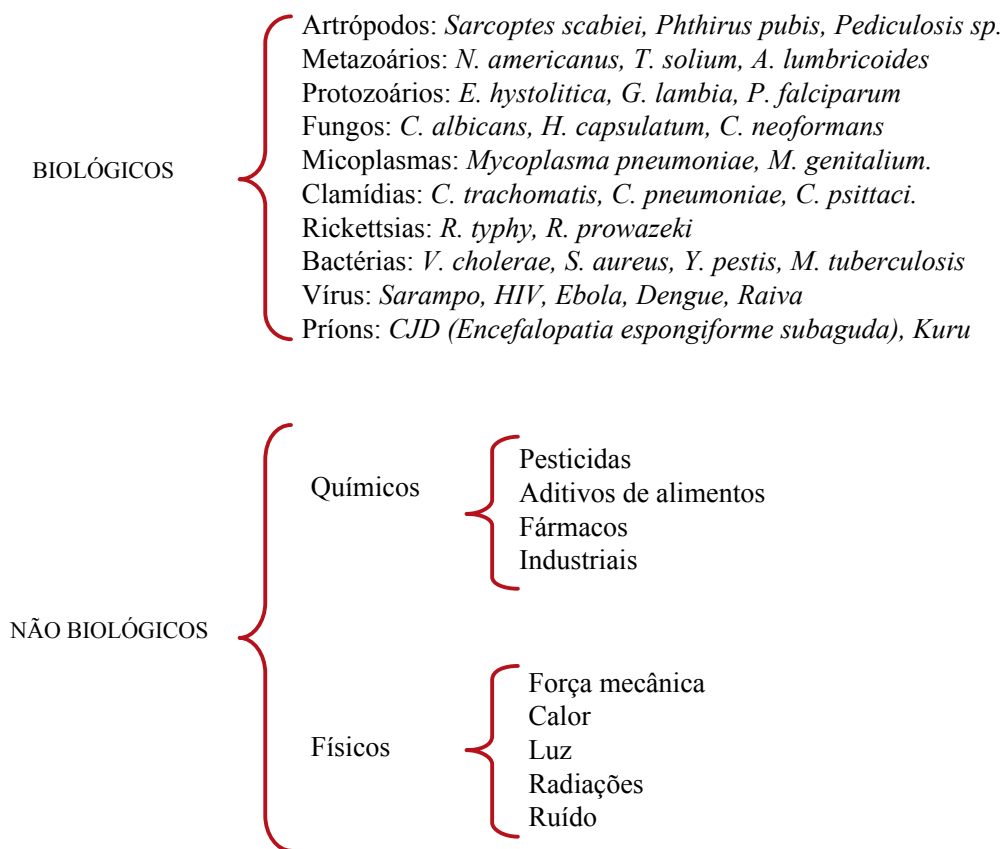 Artrópodos: Sarcoptes scabiei, Phthirus pubis, Pediculosis sp.
Metazoários: N. americanus, T. solium, A. lumbricoides
Protozoários: E. hystolitica, G. lambia, P. falciparum
Fungos: C. albicans, H. capsulatum, C. neoformans
BIOLÓGICOS
Micoplasmas: Mycoplasma pneumoniae, M. genitalium.
Clamídias: C. trachomatis, C. pneumoniae, C. psittaci.
Rickettsias: R. typhy, R. prowazeki
Bactérias: V. cholerae, S. aureus, Y. pestis, M. tuberculosis
Vírus: Sarampo, HIV, Ebola, Dengue, Raiva
Príons: CJD (Encefalopatia espongiforme subaguda), Kuru
NÃO BIOLÓGICOS
Químicos
Pesticidas
Aditivos de alimentos
Fármacos
Industriais
Físicos
Força mecânica
Calor
Luz
Radiações
Ruído